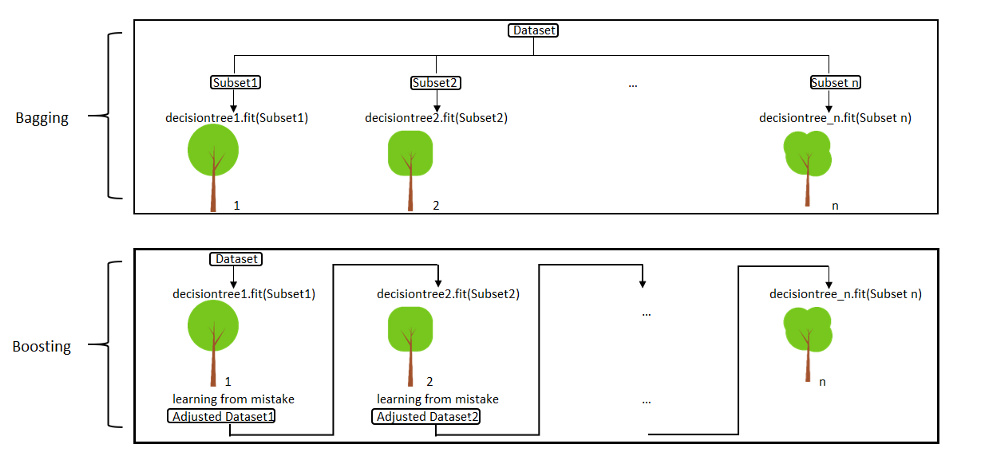 Dataset
Subset1
Subset2
...
Subset n
decisiontree1.fit(Subset1)
decisiontree2.fit(Subset2)
decisiontree_n.fit(Subset n)
Bagging
1
2
n
Dataset
decisiontree1.fit(Subset1)
decisiontree2.fit(Subset2)
decisiontree_n.fit(Subset n)
...
Boosting
1
2
n
learning from mistake
learning from mistake
...
Adjusted Dataset1
Adjusted Dataset2